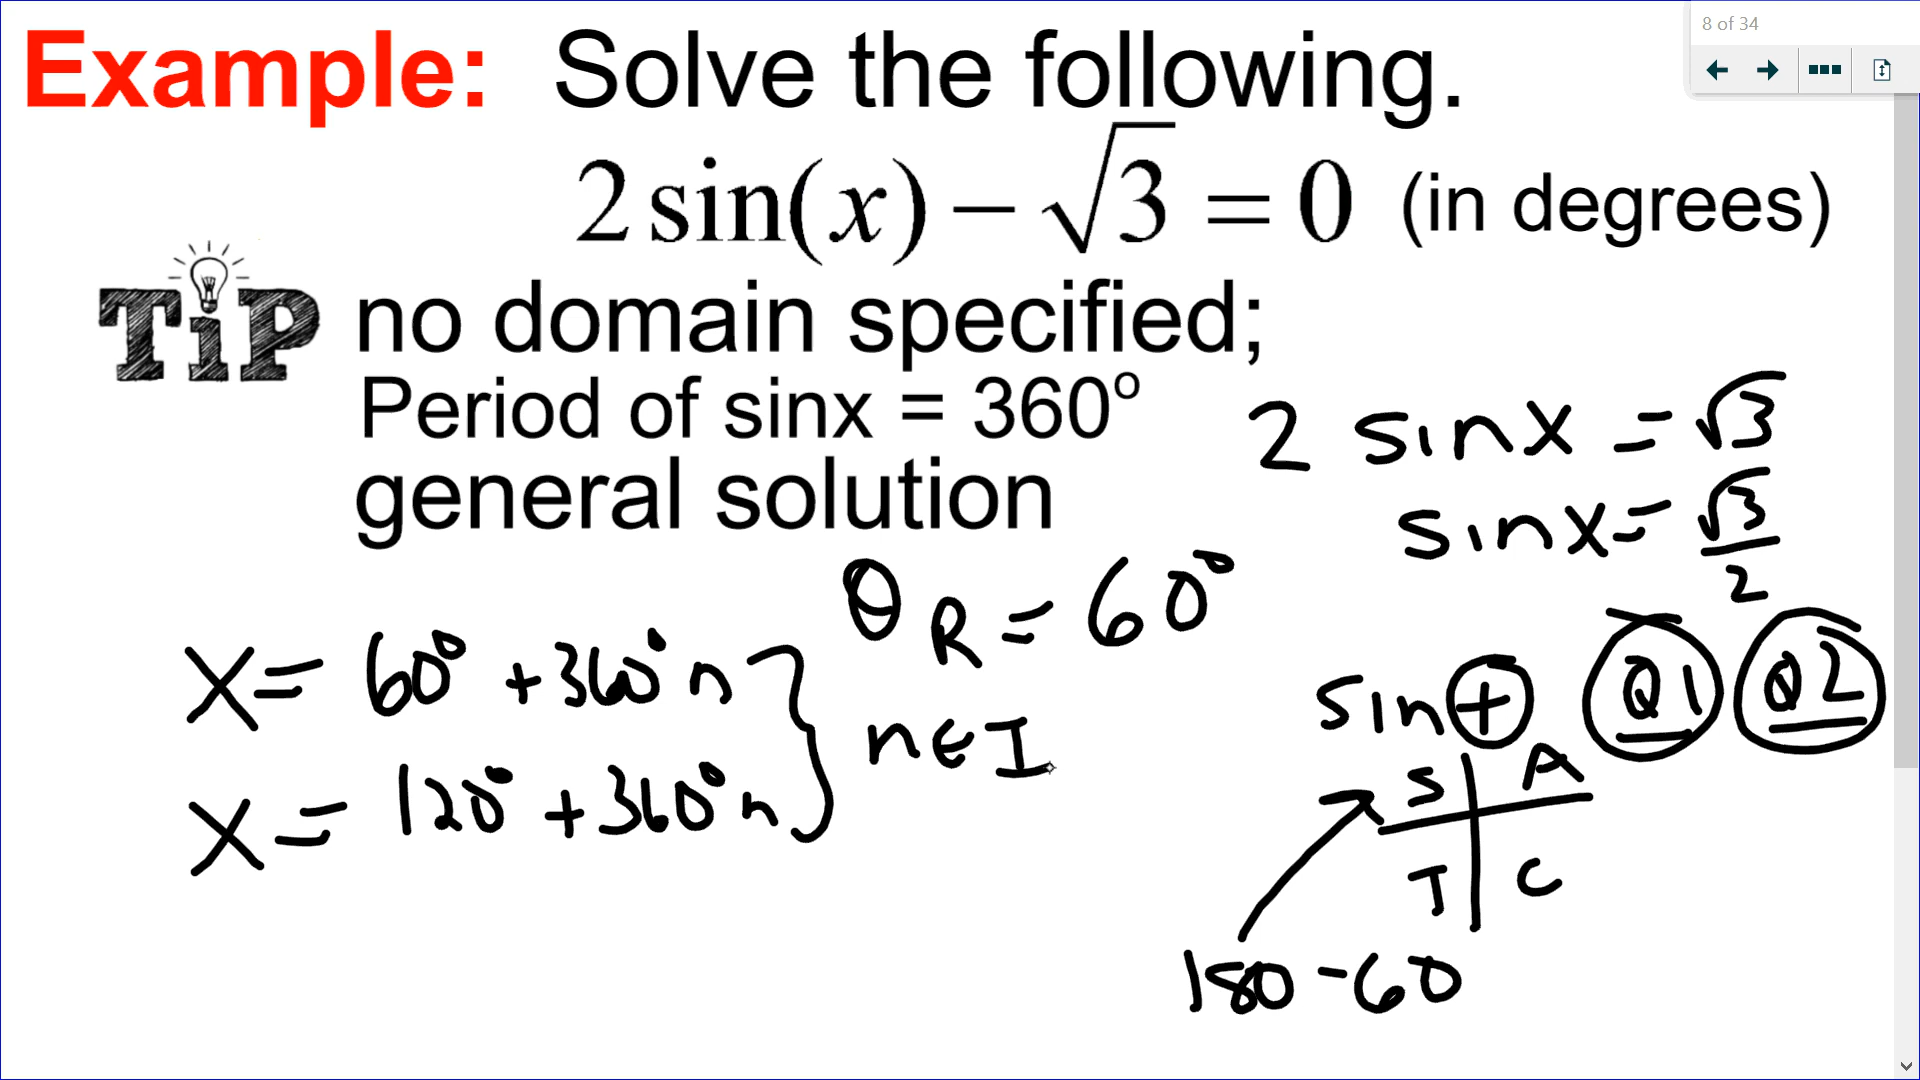 8 of 34
Example: Solve the following.
2 sin(x) − √3 = 0 (in degrees)
TiP no domain specified;
Period of sinx = 360°
general solution
2 sinx = √3
sinx = √3/2
θR = 60°
x = 60° + 360°n
x = 120° + 360°n
} n∈I
sin + Q1 Q2
S A
T C
180 - 60